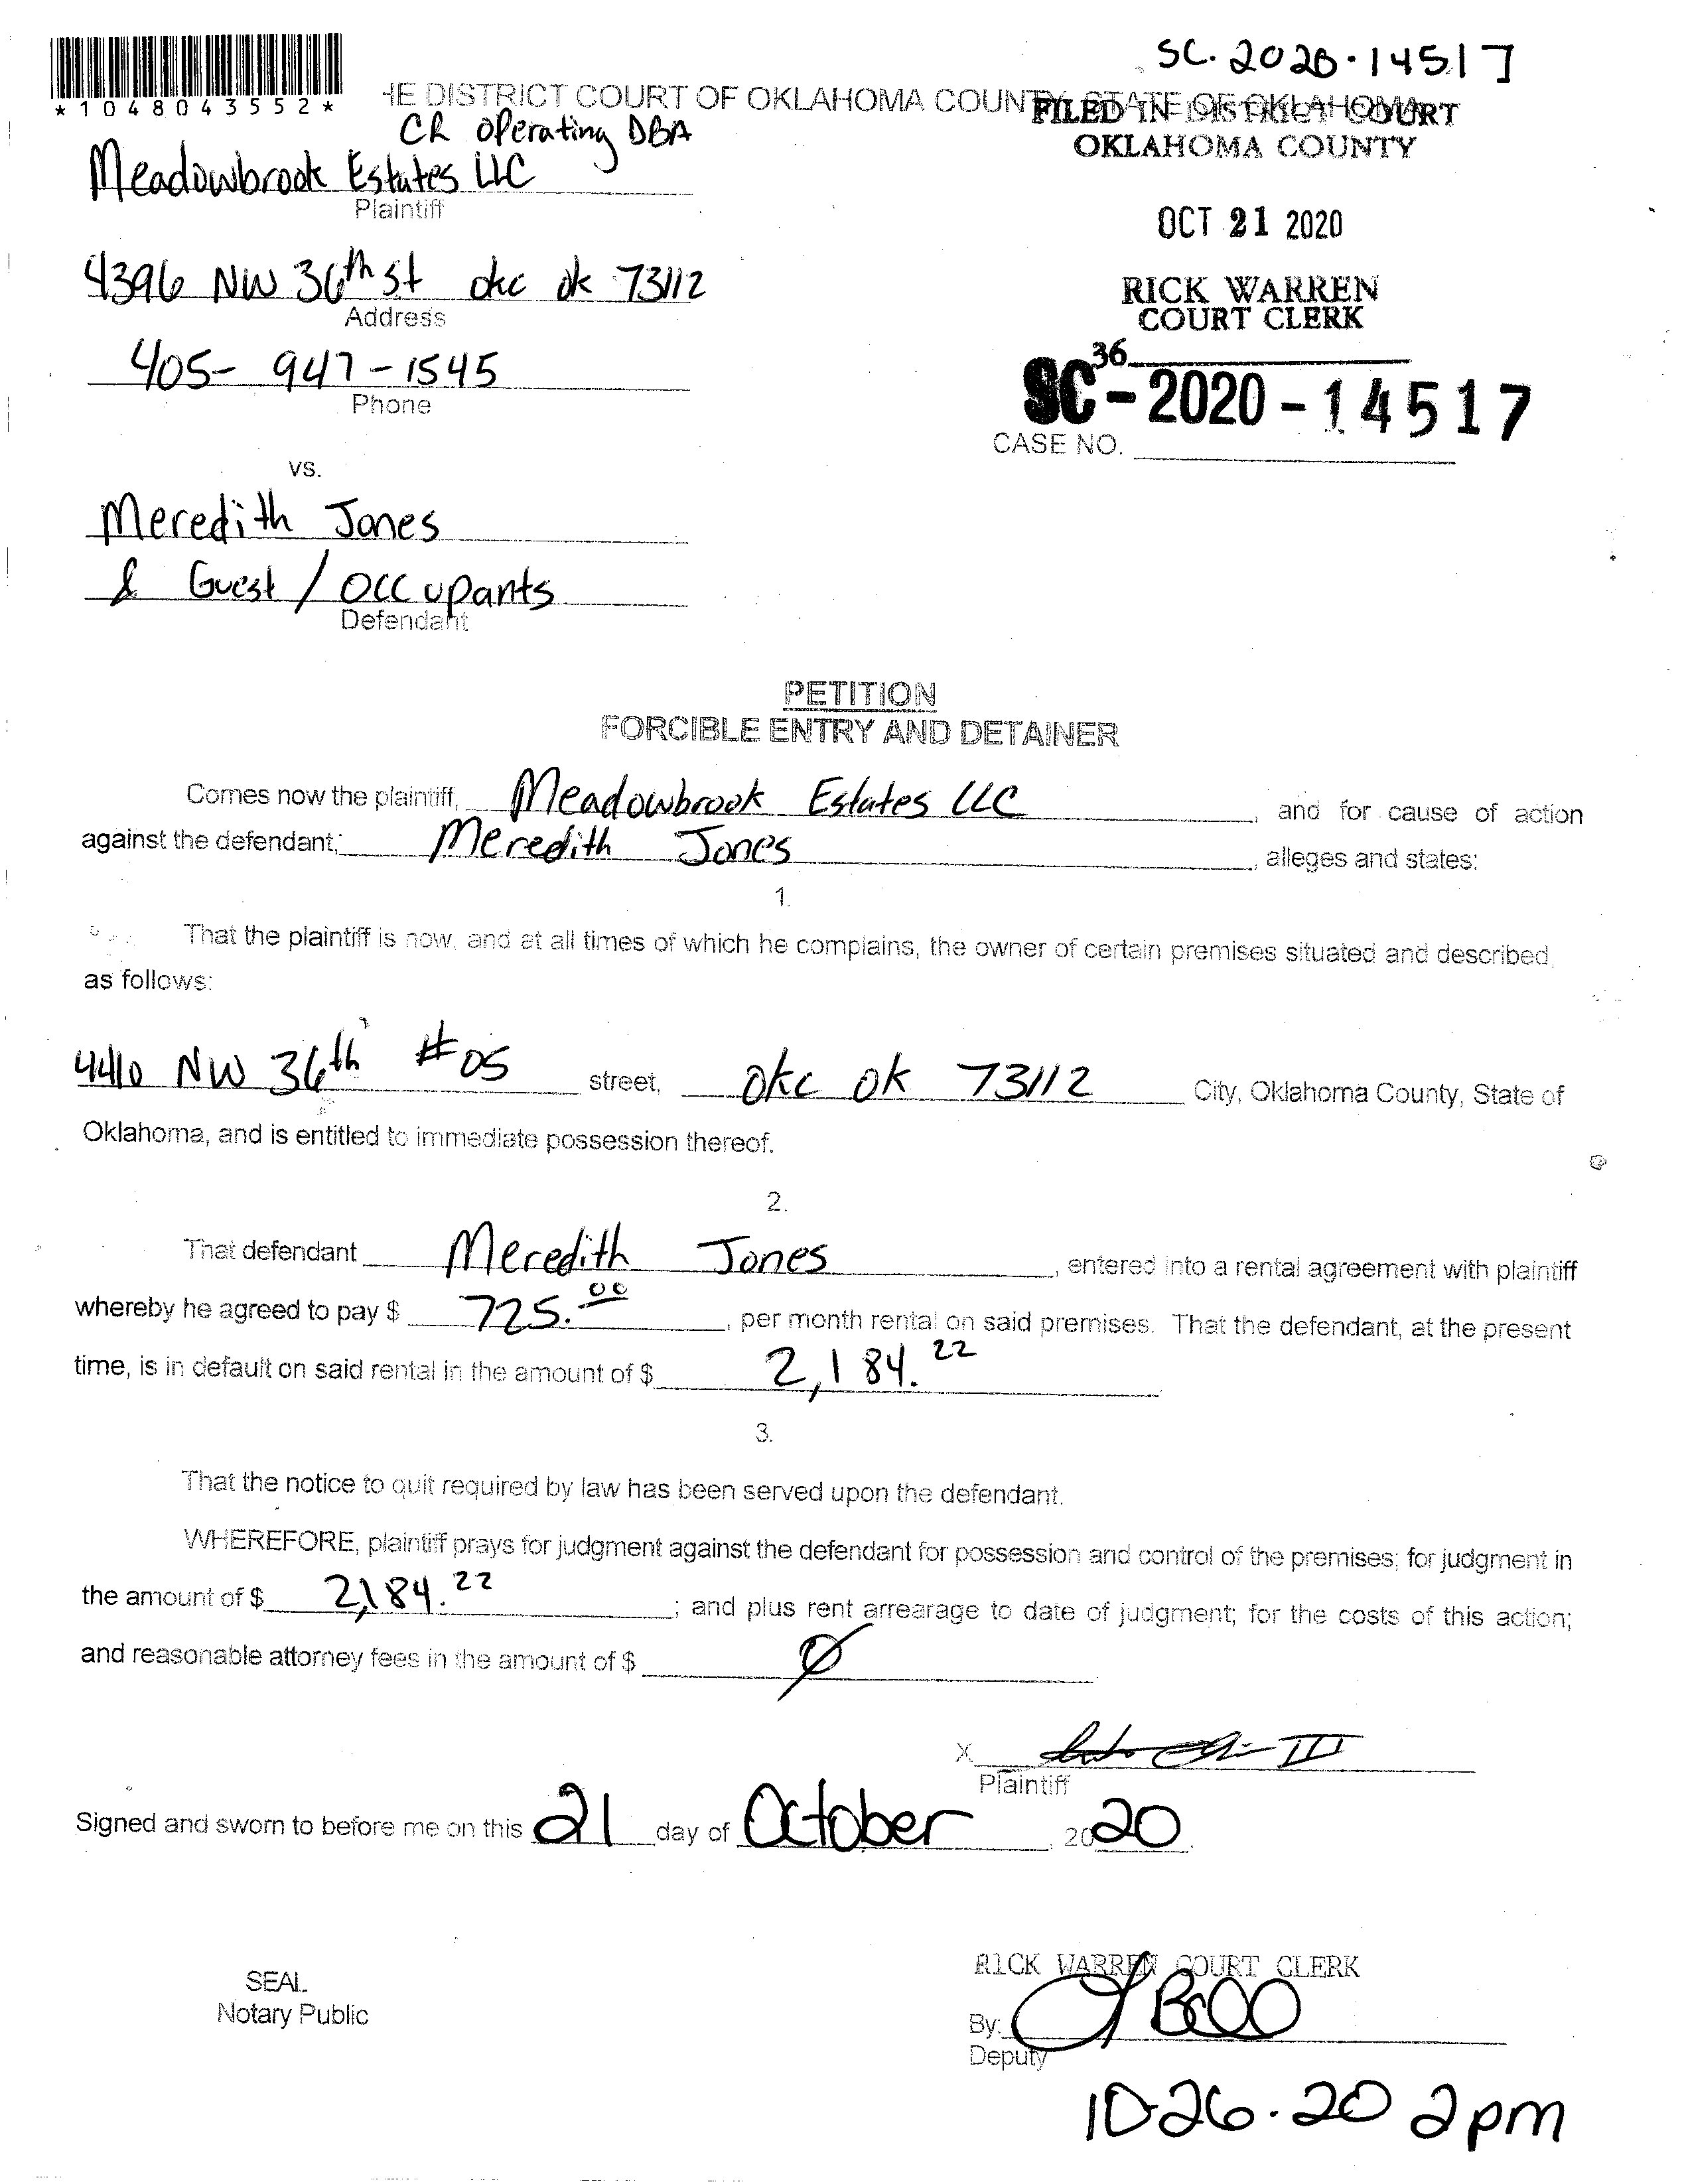 SC. 2020 · 14517
*1048043552*
HE DISTRICT COURT OF OKLAHOMA COUNTY, STATE OF OKLAHOMA
FILED IN DISTRICT COURT
OKLAHOMA COUNTY
CR Operating DBA
Meadowbrook Estates LLC
Plaintiff
OCT 21 2020
4396 NW 36th St okc ok 73112
Address
RICK WARREN
COURT CLERK
405- 947-1545
Phone
36
SC-2020-14517
CASE NO.
vs.
Meredith Jones
& Guest / Occupants
Defendant
PETITION
FORCIBLE ENTRY AND DETAINER
Comes now the plaintiff, Meadowbrook Estates LLC, and for cause of action
against the defendant; Meredith Jones, alleges and states:
1.
That the plaintiff is now, and at all times of which he complains, the owner of certain premises situated and described
as follows:
4410 NW 36th #05 street, okc ok 73112 City, Oklahoma County, State of
Oklahoma, and is entitled to immediate possession thereof.
2.
That defendant Meredith Jones, entered into a rental agreement with plaintiff
whereby he agreed to pay $ 725.00, per month rental on said premises. That the defendant, at the present
time, is in default on said rental in the amount of $ 2,184.22
3.
That the notice to quit required by law has been served upon the defendant.
WHEREFORE, plaintiff prays for judgment against the defendant for possession and control of the premises; for judgment in
the amount of $ 2,184.22; and plus rent arrearage to date of judgment; for the costs of this action;
and reasonable attorney fees in the amount of $ Ø
X III
Plaintiff
Signed and sworn to before me on this 21 day of October, 2020.
RICK WARREN COURT CLERK
SEAL
Notary Public
By: Bell
Deputy
10-26-20 2pm